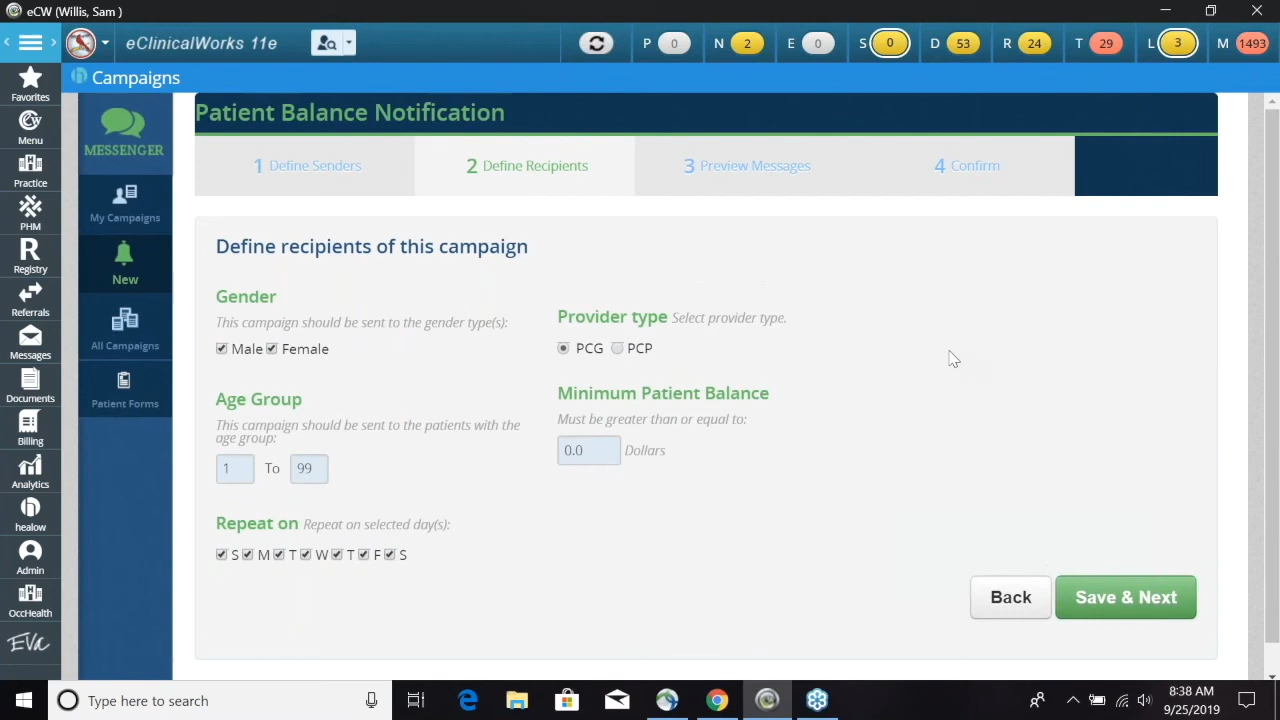 eCW (Willis, Sam )
eClinicalWorks 11e
P 0 N 2 E 0 S 0 D 53 R 24 T 29 L 3 M 1493
Campaigns
Favorites
Menu
Practice
PHM
R
Registry
Referrals
Messages
Documents
Billing
Analytics
h
healow
Admin
OccHealth
EVA
MESSENGER
My Campaigns
New
All Campaigns
Patient Forms
Patient Balance Notification
1 Define Senders
2 Define Recipients
3 Preview Messages
4 Confirm
Define recipients of this campaign
Gender
This campaign should be sent to the gender type(s):
Male Female
Age Group
This campaign should be sent to the patients with the
age group:
1 To 99
Repeat on Repeat on selected day(s):
S M T W T F S
Provider type Select provider type.
PCG PCP
Minimum Patient Balance
Must be greater than or equal to:
0.0 Dollars
Back
Save & Next
Type here to search
8:38 AM
9/25/2019